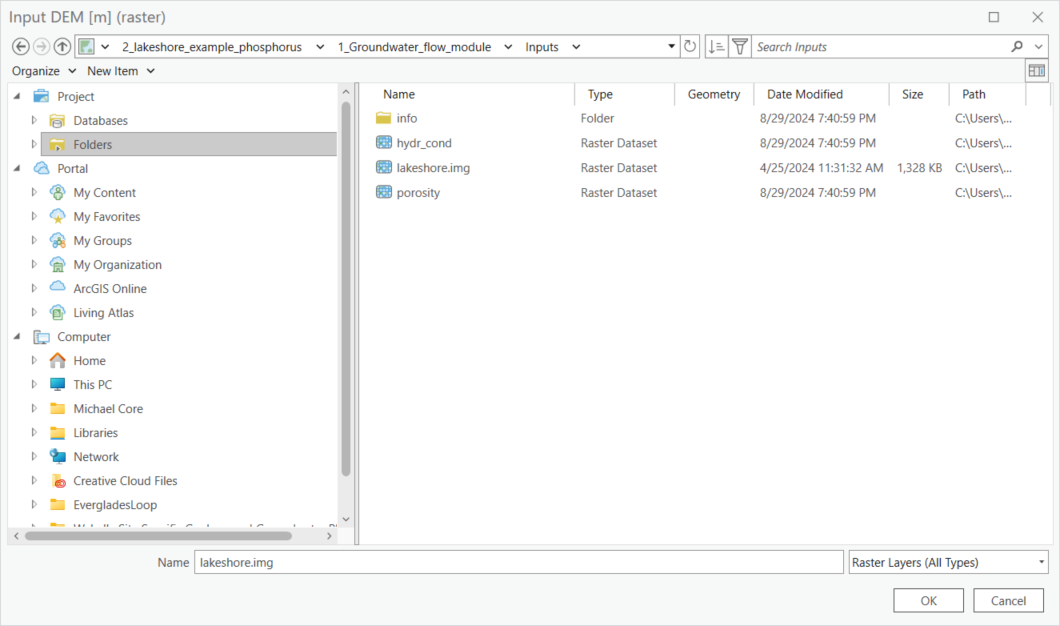 Input DEM [m] (raster)
2_lakeshore_example_phosphorus 1_Groundwater_flow_module Inputs Search Inputs
Organize New Item
Project
Databases
Folders
Portal
My Content
My Favorites
My Groups
My Organization
ArcGIS Online
Living Atlas
Computer
Home
This PC
Michael Core
Libraries
Network
Creative Cloud Files
EvergladesLoop
Name Type Geometry Date Modified Size Path
info Folder 8/29/2024 7:40:59 PM C:\Users\...
hydr_cond Raster Dataset 8/29/2024 7:40:59 PM C:\Users\...
lakeshore.img Raster Dataset 4/25/2024 11:31:32 AM 1,328 KB C:\Users\...
porosity Raster Dataset 8/29/2024 7:40:59 PM C:\Users\...
Name lakeshore.img Raster Layers (All Types)
OK Cancel